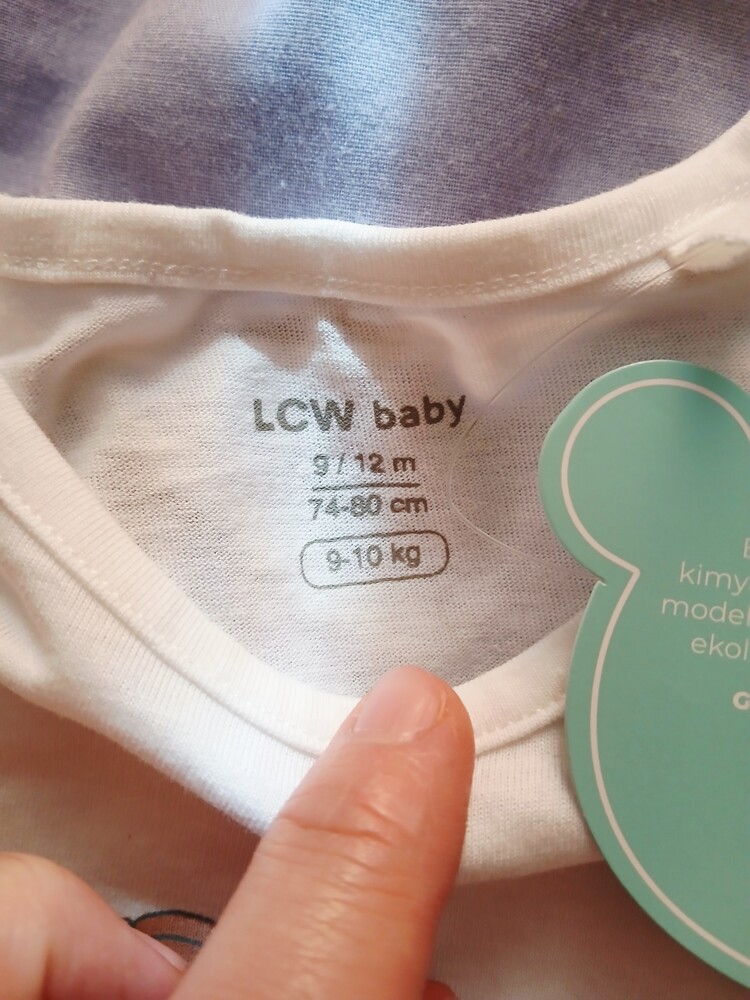 LCW baby
9 / 12 m
74-80 cm
9-10 kg
kimy
model
ekol
G